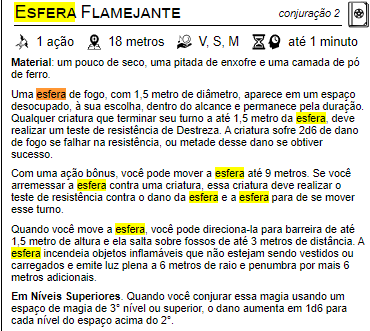 ESFERA FLAMEJANTE
conjuração 2
1 ação 18 metros V, S, M até 1 minuto
Material: um pouco de seco, uma pitada de enxofre e uma camada de pó
de ferro.
Uma esfera de fogo, com 1,5 metro de diâmetro, aparece em um espaço
desocupado, à sua escolha, dentro do alcance e permanece pela duração.
Qualquer criatura que terminar seu turno a até 1,5 metro da esfera, deve
realizar um teste de resistência de Destreza. A criatura sofre 2d6 de dano
de fogo se falhar na resistência, ou metade desse dano se obtiver
sucesso.
Com uma ação bônus, você pode mover a esfera até 9 metros. Se você
arremessar a esfera contra uma criatura, essa criatura deve realizar o
teste de resistência contra o dano da esfera e a esfera para de se mover
esse turno.
Quando você move a esfera, você pode direciona-la para barreira de até
1,5 metro de altura e ela salta sobre fossos de até 3 metros de distância. A
esfera incendeia objetos inflamáveis que não estejam sendo vestidos ou
carregados e emite luz plena a 6 metros de raio e penumbra por mais 6
metros adicionais.
Em Níveis Superiores. Quando você conjurar essa magia usando um
espaço de magia de 3° nível ou superior, o dano aumenta em 1d6 para
cada nível do espaço acima do 2°.